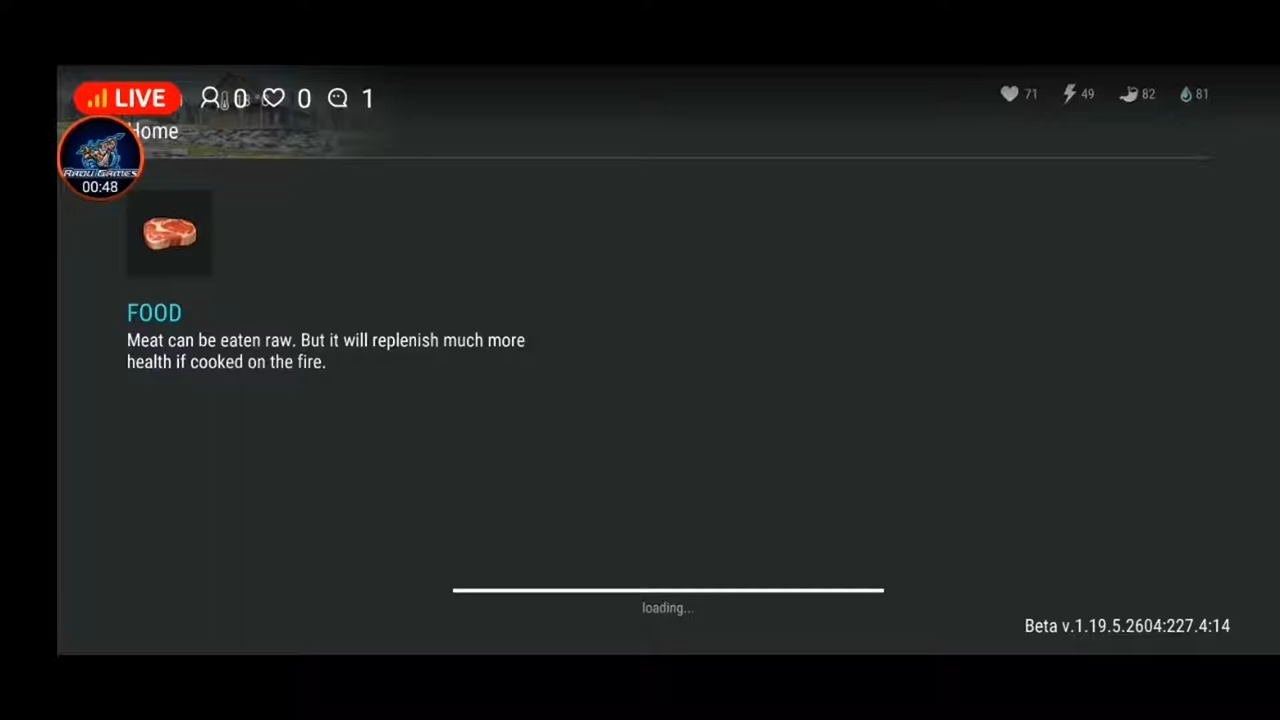 LIVE 0 0 1
71 49 82 81
Home
RADU GAMES
00:48
FOOD
Meat can be eaten raw. But it will replenish much more
health if cooked on the fire.
loading...
Beta v.1.19.5.2604:227.4:14